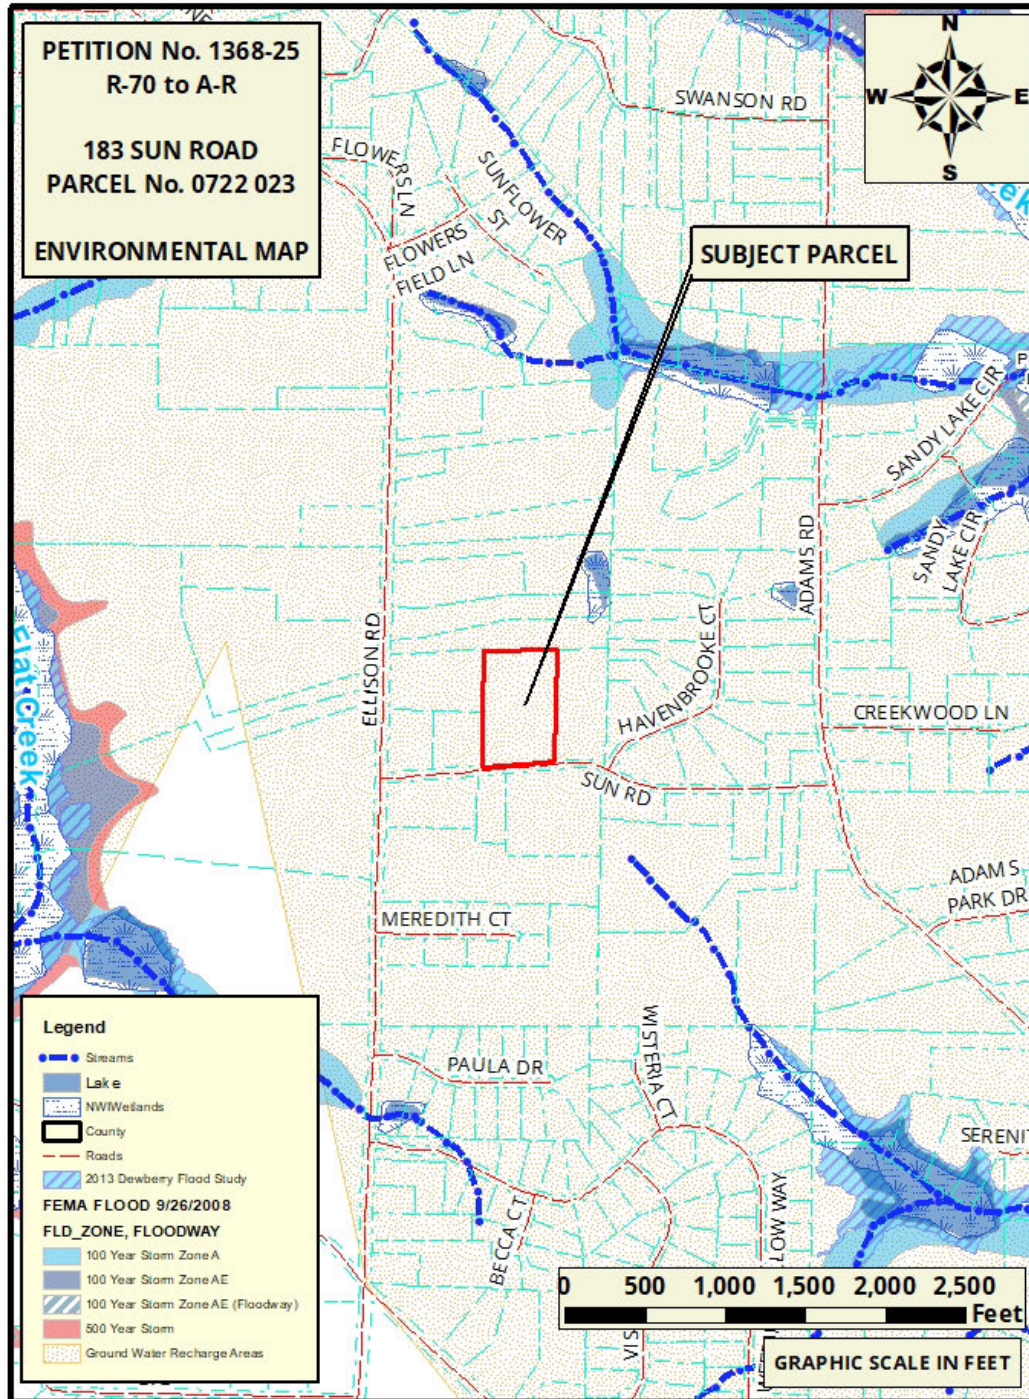 PETITION No. 1368-25
R-70 to A-R
183 SUN ROAD
PARCEL No. 0722 023
ENVIRONMENTAL MAP
N
W
E
S
SWANSON RD
FLOWERS LN
SUNFLOWER
ST
FLOWERS
FIELD LN
SUBJECT PARCEL
SANDY LAKE CIR
SANDY
LAKE CIR
ADAMS RD
ELLISON RD
HAVENBROOKE CT
CREEKWOOD LN
Flat Creek
SUN RD
ADAMS
PARK DR
MEREDITH CT
WISTERIA CT
PAULA DR
SERENIT
LOW WAY
BECCA CT
VIS
Legend
Streams
Lake
NWIWetlands
County
Roads
2013 Dewberry Flood Study
FEMA FLOOD 9/26/2008
FLD_ZONE, FLOODWAY
100 Year Storm Zone A
100 Year Storm Zone AE
100 Year Storm Zone AE (Floodway)
500 Year Storm
Ground Water Recharge Areas
0 500 1,000 1,500 2,000 2,500
Feet
GRAPHIC SCALE IN FEET